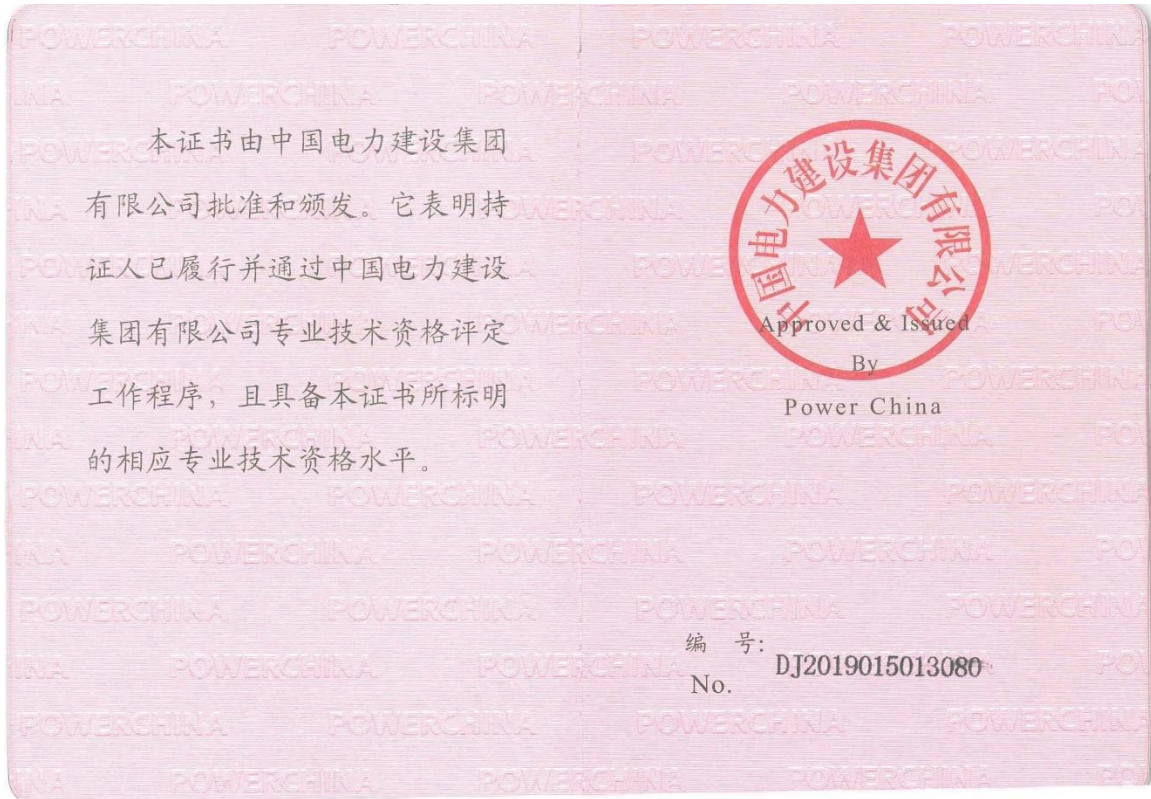 本证书由中国电力建设集团
有限公司批准和颁发。它表明持
证人已履行并通过中国电力建设
集团有限公司专业技术资格评定
工作程序，且具备本证书所标明
的相应专业技术资格水平。
中国电力建设集团有限公司
Approved & Issued
By
Power China
编 号:
DJ2019015013080
No.
POWERCHINA POWERCHINA POWERCHINA POWERCHINA